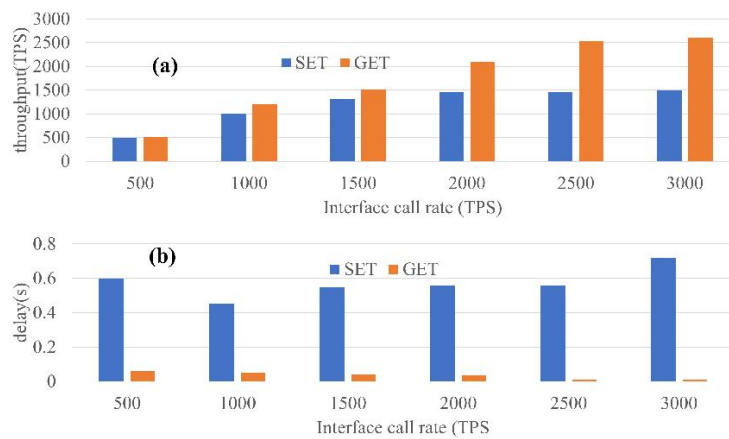 3000
2500
2000
1500
1000
500
0
throughput(TPS)
(a)
SET GET
500 1000 1500 2000 2500 3000
Interface call rate (TPS)
0.8
0.6
0.4
0.2
0
delay(s)
(b)
SET GET
500 1000 1500 2000 2500 3000
Interface call rate (TPS